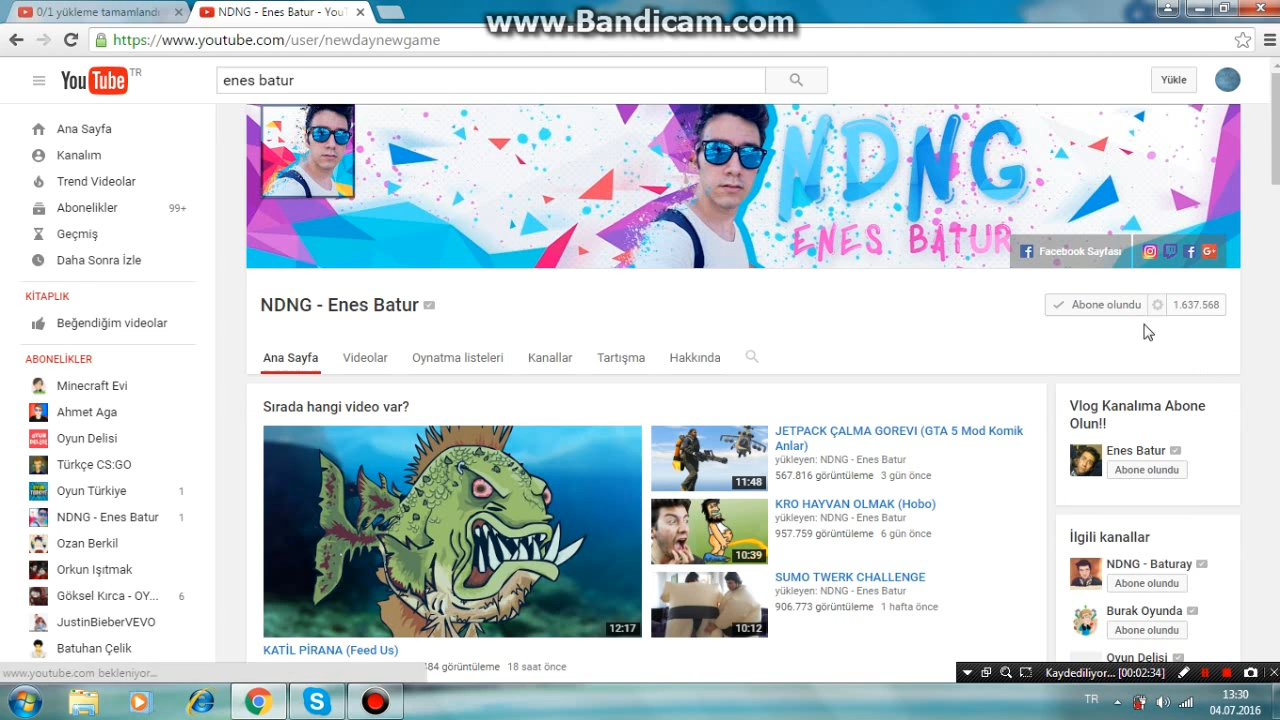 www.Bandicam.com
0/1 yükleme tamamlandı
NDNG - Enes Batur - YouT
https://www.youtube.com/user/newdaynewgame
YouTube TR
enes batur
Yükle
Ana Sayfa
Kanalım
Trend Videolar
Abonelikler 99+
Geçmiş
Daha Sonra İzle
KİTAPLIK
Beğendiğim videolar
ABONELİKLER
Minecraft Evi
Ahmet Aga
Oyun Delisi
Türkçe CS:GO
Oyun Türkiye 1
NDNG - Enes Batur 1
Ozan Berkil
Orkun Işıtmak
Göksel Kırca - OY... 6
JustinBieberVEVO
Batuhan Çelik
www.youtube.com bekleniyor...
NDNG
ENES BATUR
Facebook Sayfası
NDNG - Enes Batur
Abone olundu 1.637.568
Ana Sayfa Videolar Oynatma listeleri Kanallar Tartışma Hakkında
Sırada hangi video var?
12:17
KATİL PİRANA (Feed Us)
484 görüntüleme 18 saat önce
11:48
JETPACK ÇALMA GOREVI (GTA 5 Mod Komik
Anlar)
yükleyen: NDNG - Enes Batur
567.816 görüntüleme 3 gün önce
10:39
KRO HAYVAN OLMAK (Hobo)
yükleyen: NDNG - Enes Batur
957.759 görüntüleme 6 gün önce
10:12
SUMO TWERK CHALLENGE
yükleyen: NDNG - Enes Batur
906.773 görüntüleme 1 hafta önce
Vlog Kanalıma Abone
Olun!!
Enes Batur
Abone olundu
İlgili kanallar
NDNG - Baturay
Abone olundu
Burak Oyunda
Abone olundu
Oyun Delisi
Kaydediliyor... [00:02:34]
TR
13:30
04.07.2016